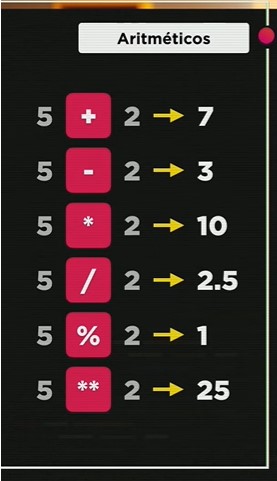 Aritméticos
5 + 2 → 7
5 - 2 → 3
5 * 2 → 10
5 / 2 → 2.5
5 % 2 → 1
5 ** 2 → 25